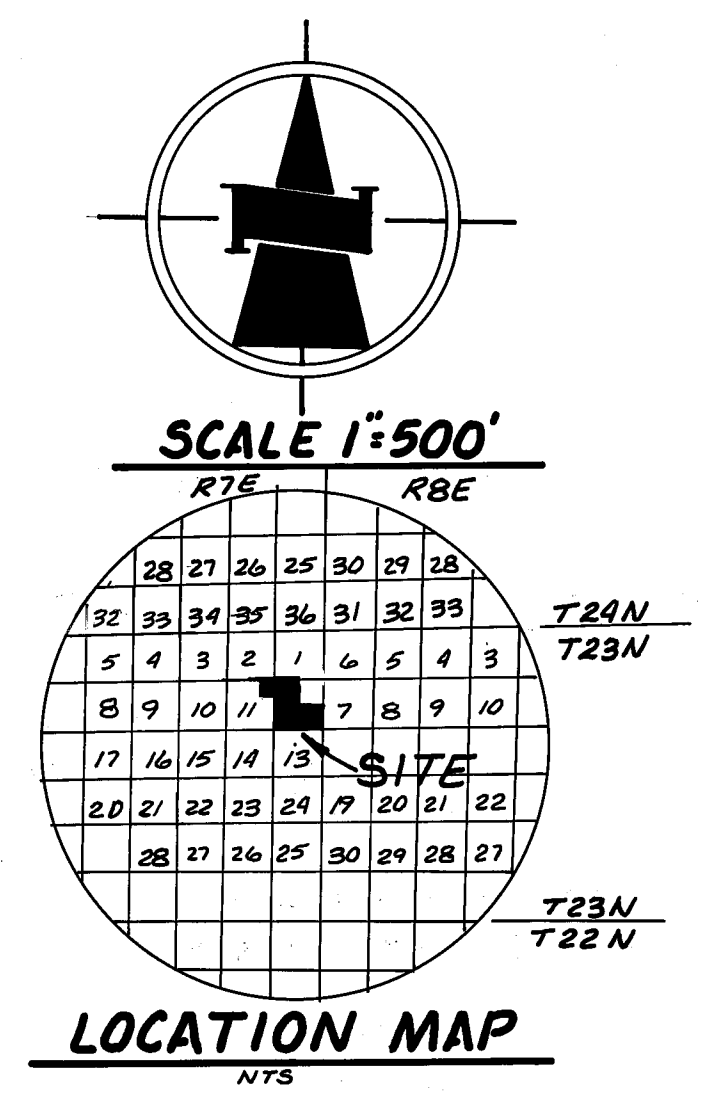 N
SCALE 1"=500'
R7E R8E
28 27 26 25 30 29 28
32 33 34 35 36 31 32 33
T24N
T23N
5 4 3 2 1 6 5 4 3
8 9 10 11 7 8 9 10
17 16 15 14 13
SITE
20 21 22 23 24 19 20 21 22
28 27 26 25 30 29 28 27
T23N
T22N
LOCATION MAP
NTS